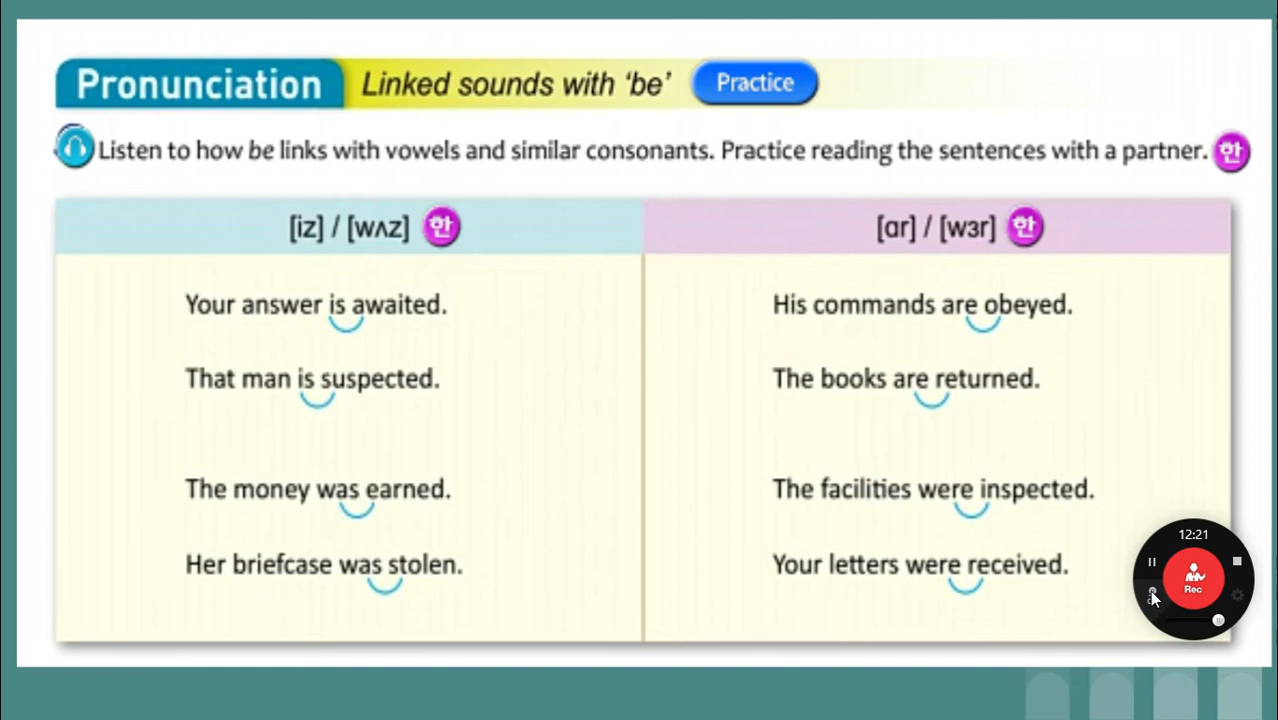 Pronunciation Linked sounds with 'be' Practice
Listen to how be links with vowels and similar consonants. Practice reading the sentences with a partner. 한
[iz] / [wʌz] 한
[ɑr] / [wɜr] 한
Your answer is awaited.
That man is suspected.
The money was earned.
Her briefcase was stolen.
His commands are obeyed.
The books are returned.
The facilities were inspected.
Your letters were received.
12:21
Rec